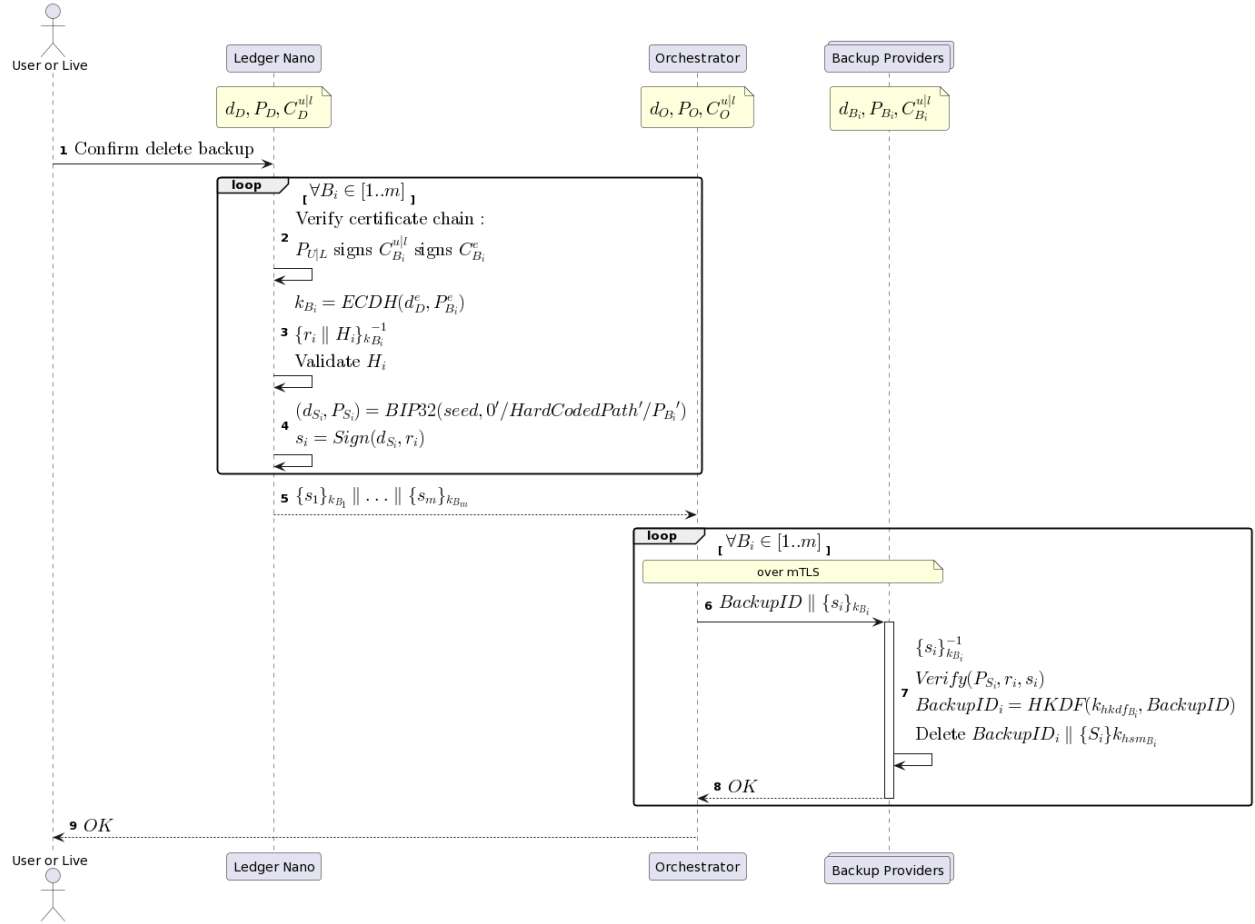 User or Live
Ledger Nano
Orchestrator
Backup Providers
d_D, P_D, C_D^{u|l}
d_O, P_O, C_O^{u|l}
d_{B_i}, P_{B_i}, C_{B_i}^{u|l}
1 Confirm delete backup
loop [ ∀B_i ∈ [1..m] ]
Verify certificate chain :
2 P_{U|L} signs C_{B_i}^{u|l} signs C_{B_i}^e
k_{B_i} = ECDH(d_D^e, P_{B_i}^e)
3 {r_i ∥ H_i}_{k_{B_i}}^{-1}
Validate H_i
4 (d_{S_i}, P_{S_i}) = BIP32(seed, 0′/HardCodedPath′/P_{B_i}′)
s_i = Sign(d_{S_i}, r_i)
5 {s_1}_{k_{B_1}} ∥ . . . ∥ {s_m}_{k_{B_m}}
loop [ ∀B_i ∈ [1..m] ]
over mTLS
6 BackupID ∥ {s_i}_{k_{B_i}}
{s_i}_{k_{B_i}}^{-1}
Verify(P_{S_i}, r_i, s_i)
7 BackupID_i = HKDF(k_{hkdf_{B_i}}, BackupID)
Delete BackupID_i ∥ {S_i}k_{hsm_{B_i}}
8 OK
9 OK
User or Live
Ledger Nano
Orchestrator
Backup Providers